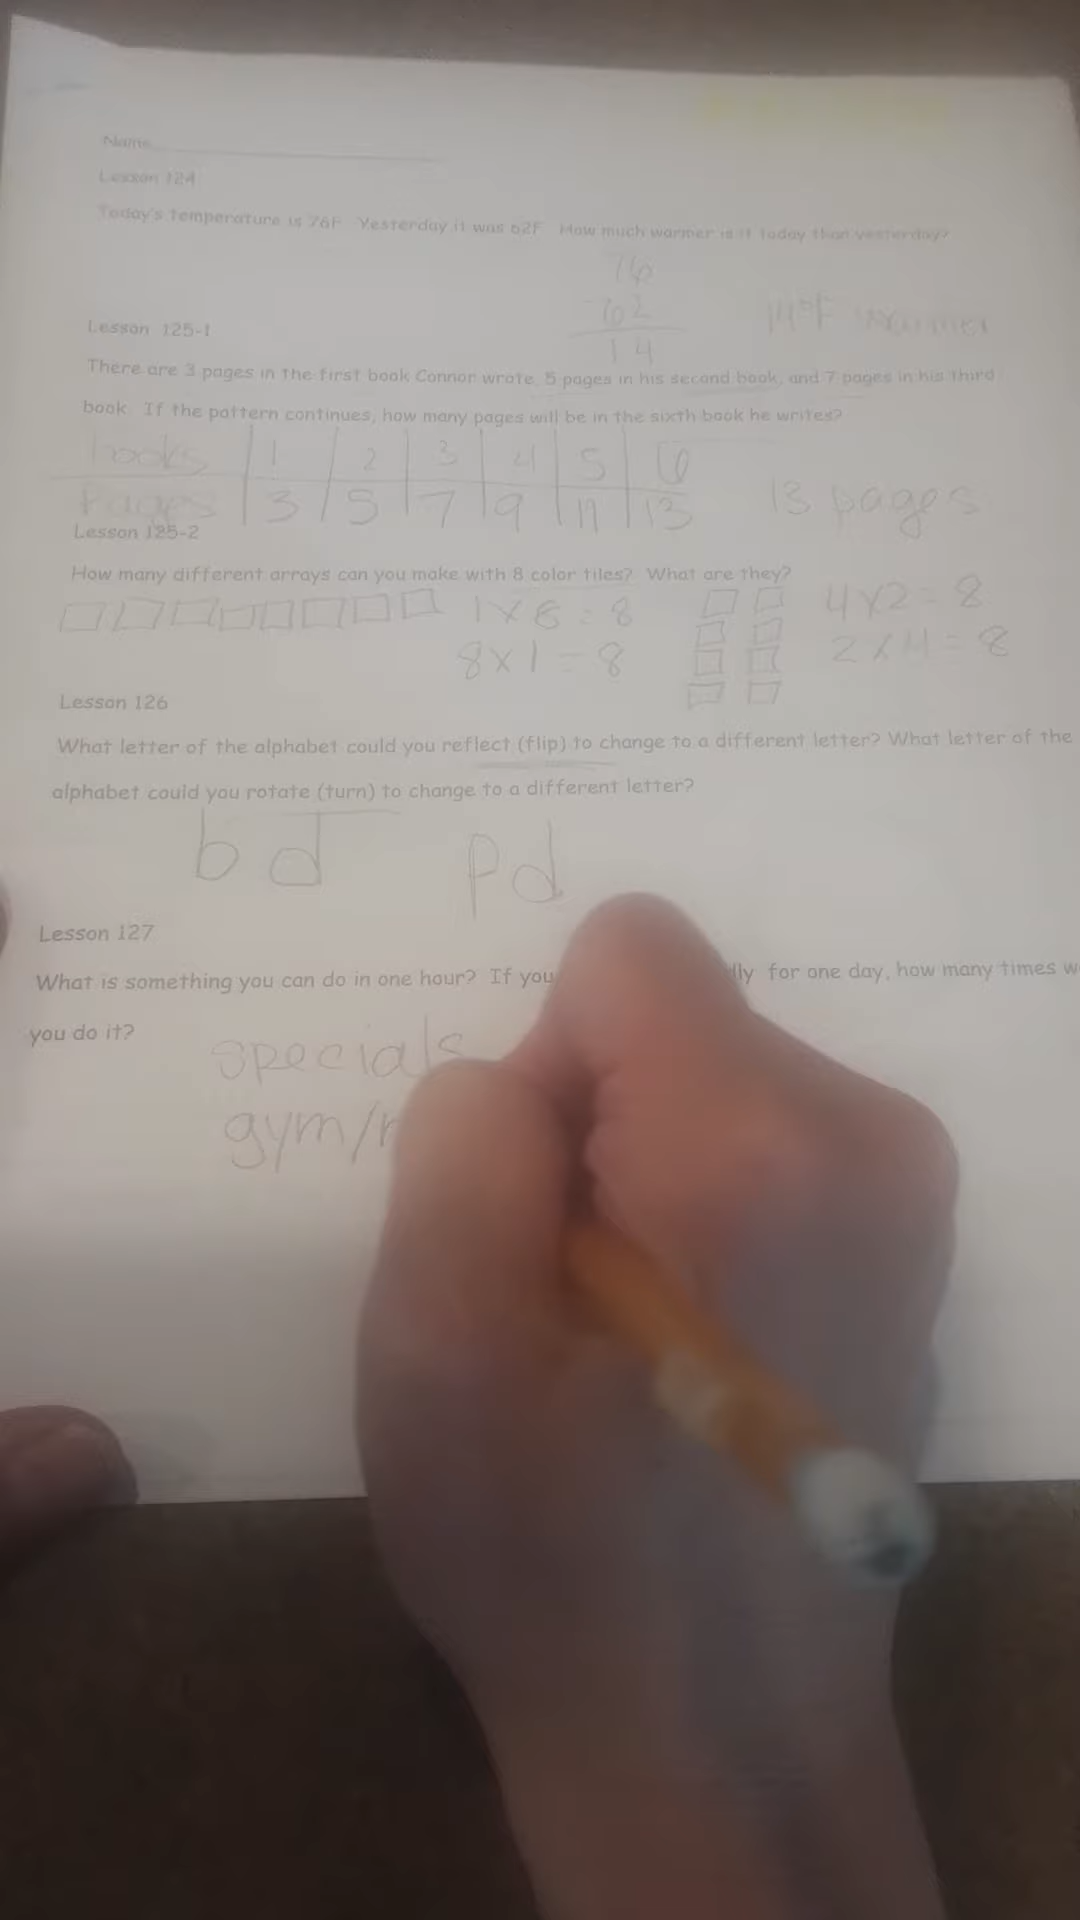 Name
Lesson 124
Today's temperature is 76F. Yesterday it was 62F. How much warmer is it today than yesterday?
76
- 62
14
14°F warmer
Lesson 125-1
There are 3 pages in the first book Connor wrote, 5 pages in his second book, and 7 pages in his third
book. If the pattern continues, how many pages will be in the sixth book he writes?
books 1 2 3 4 5 6
Pages 3 5 7 9 11 13
13 pages
Lesson 125-2
How many different arrays can you make with 8 color tiles? What are they?
1 x 8 = 8 4 x 2 = 8
8 x 1 = 8 2 x 4 = 8
Lesson 126
What letter of the alphabet could you reflect (flip) to change to a different letter? What letter of the
alphabet could you rotate (turn) to change to a different letter?
b d p d
Lesson 127
What is something you can do in one hour? If you for one day, how many times
you do it?
specials
gym/